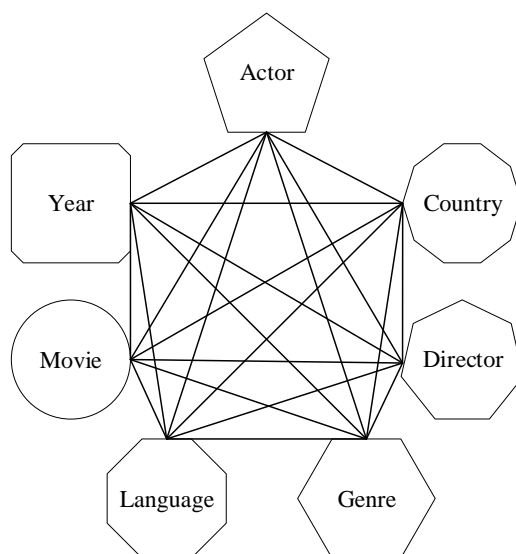 Actor
Year
Country
Movie
Director
Language
Genre